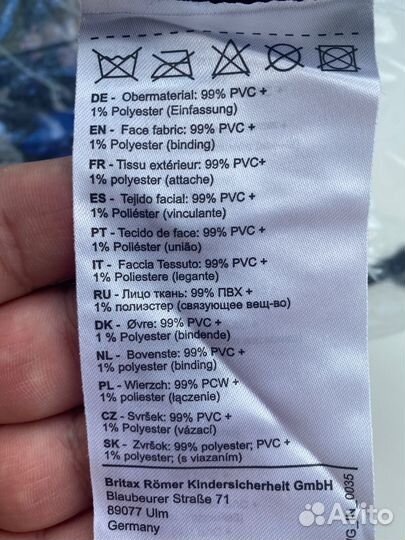 DE - Obermaterial: 99% PVC +
1% Polyester (Einfassung)
EN - Face fabric: 99% PVC +
1% Polyester (binding)
FR - Tissu extérieur: 99% PVC+
1% polyester (attache)
ES - Tejido facial: 99% PVC +
1% Poliéster (vinculante)
PT - Tecido de face: 99% PVC +
1% Poliéster (união)
IT - Faccia Tessuto: 99% PVC +
1% Poliestere (legante)
RU - Лицо ткань: 99% ПВХ +
1% полиэстер (связующее вещ-во)
DK - Øvre: 99% PVC +
1 % Polyester (bindende)
NL - Bovenste: 99% PVC +
1% polyester (binding)
PL - Wierzch: 99% PCW +
1% poliester (łączenie)
CZ - Svršek: 99% PVC +
1% Polyester (vázací)
SK - Zvršok: 99% polyester; PVC +
1% polyester; (s viazaním)
Britax Römer Kindersicherheit GmbH
Blaubeurer Straße 71
89077 Ulm
Germany
Avito